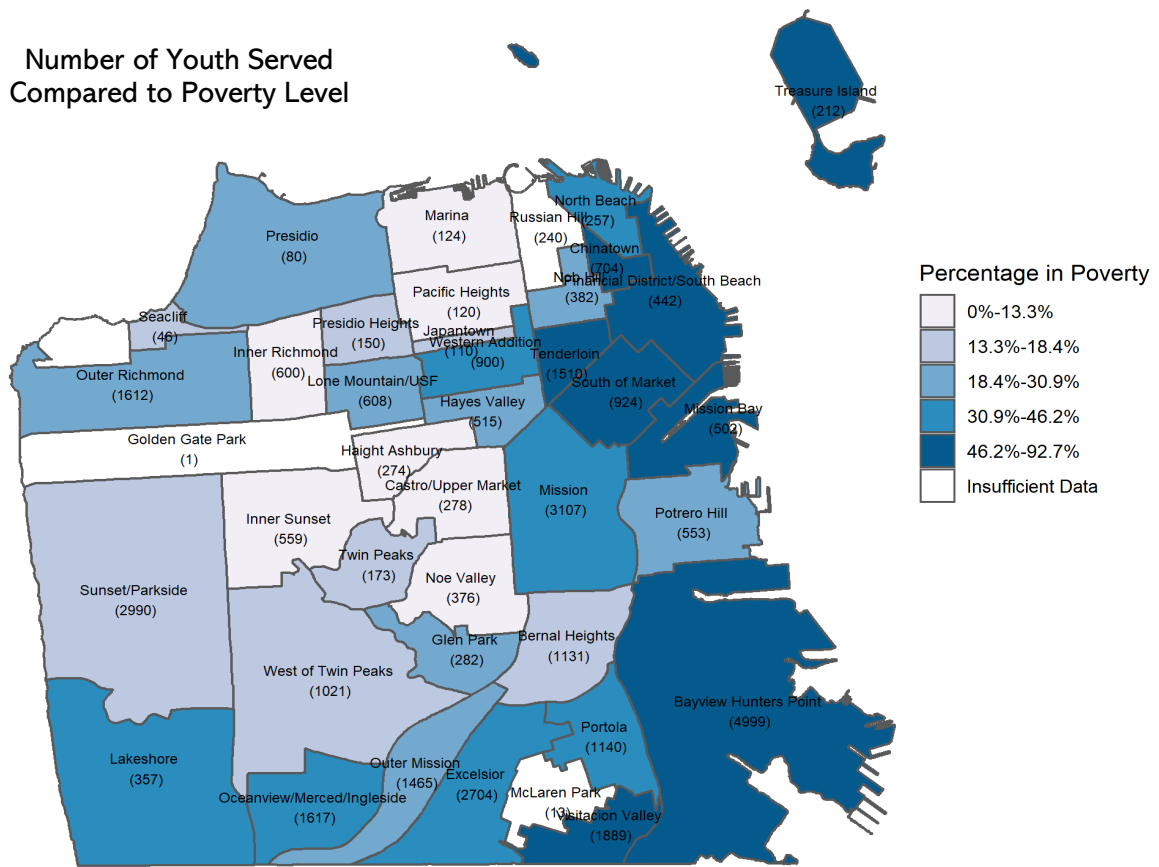 Number of Youth Served
Compared to Poverty Level
Treasure Island
(212)
North Beach
(257)
Marina
(124)
Russian Hill
(240)
Presidio
(80)
Chinatown
(704)
Nob Hill
(382)
Financial District/South Beach
(442)
Pacific Heights
(120)
Seacliff
(46)
Presidio Heights
(150)
Japantown
(110)
Western Addition
(900)
Inner Richmond
(600)
Tenderloin
(1510)
Outer Richmond
(1612)
Lone Mountain/USF
(608)
South of Market
(924)
Hayes Valley
(515)
Mission Bay
(502)
Golden Gate Park
(1)
Haight Ashbury
(274)
Castro/Upper Market
(278)
Mission
(3107)
Potrero Hill
(553)
Inner Sunset
(559)
Twin Peaks
(173)
Noe Valley
(376)
Sunset/Parkside
(2990)
Glen Park
(282)
Bernal Heights
(1131)
West of Twin Peaks
(1021)
Bayview Hunters Point
(4999)
Portola
(1140)
Lakeshore
(357)
Outer Mission
(1465)
Excelsior
(2704)
Oceanview/Merced/Ingleside
(1617)
McLaren Park
(13)
Visitacion Valley
(1889)
Percentage in Poverty
0%-13.3%
13.3%-18.4%
18.4%-30.9%
30.9%-46.2%
46.2%-92.7%
Insufficient Data